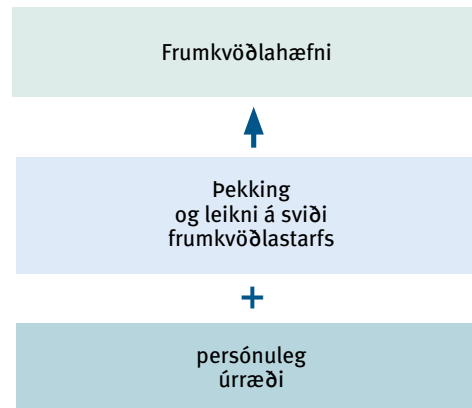 Frumkvöðlahæfni
Þekking
og leikni á sviði
frumkvöðlastarfs
+
persónuleg
úrræði